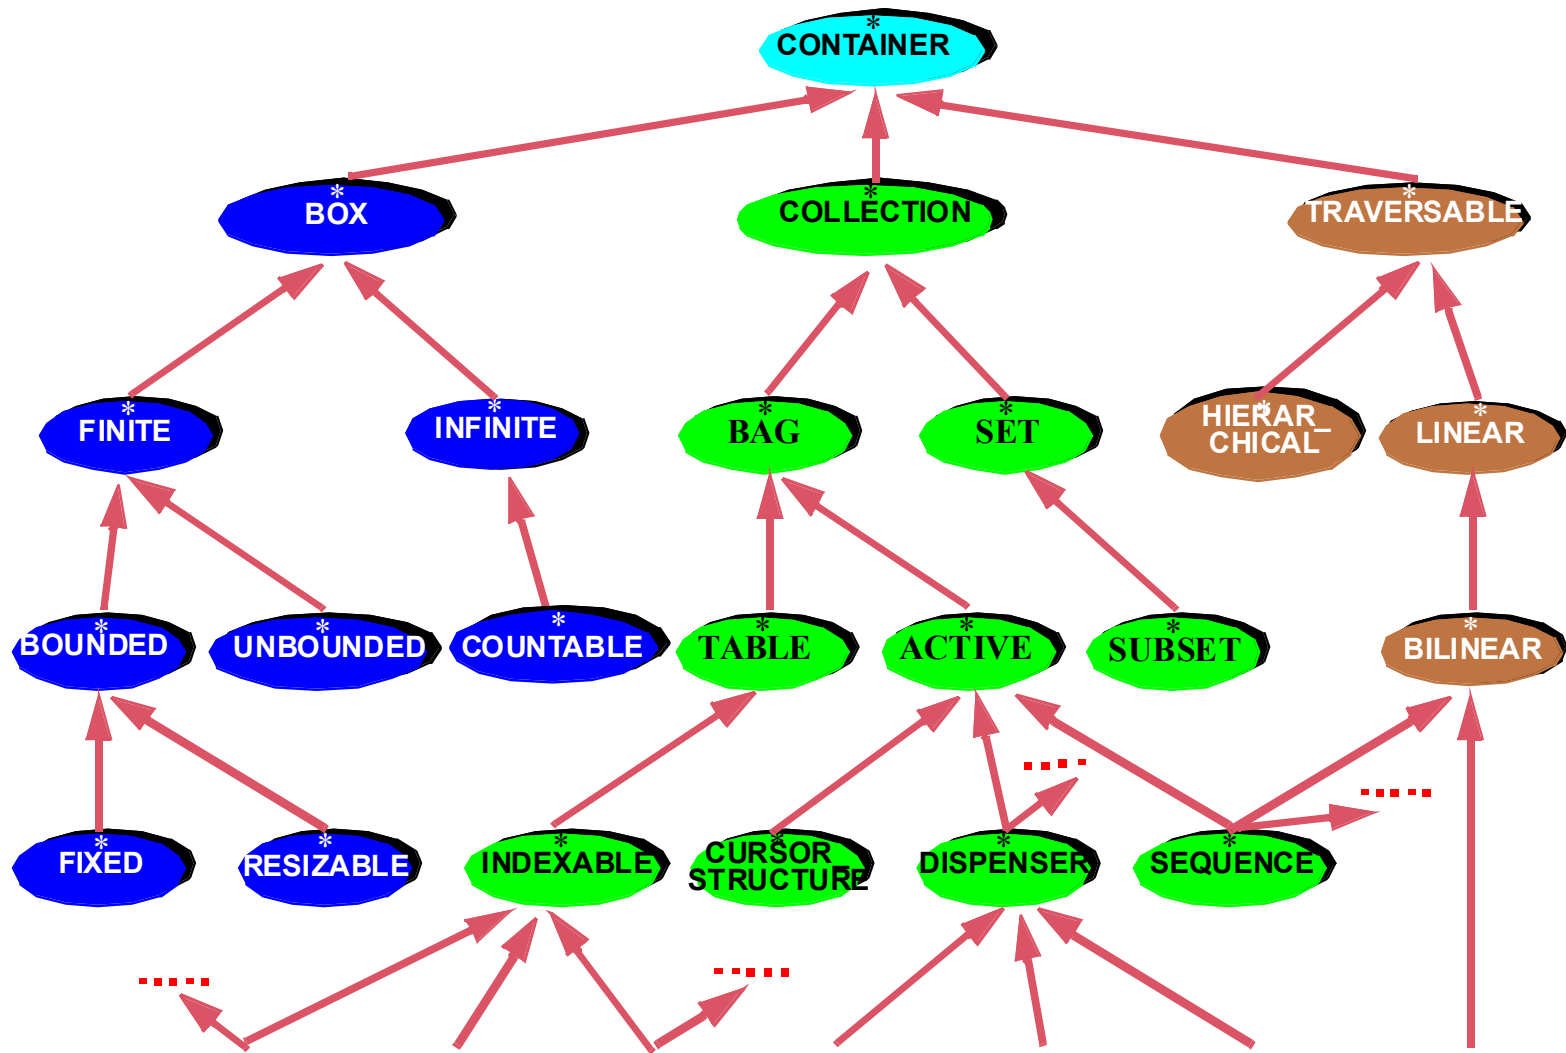 *
CONTAINER
*
BOX
*
COLLECTION
*
TRAVERSABLE
*
FINITE
*
INFINITE
*
BAG
*
SET
*
HIERAR_
CHICAL
*
LINEAR
*
BOUNDED
*
UNBOUNDED
*
COUNTABLE
*
TABLE
*
ACTIVE
*
SUBSET
*
BILINEAR
*
FIXED
*
RESIZABLE
*
INDEXABLE
*
CURSOR_
STRUCTURE
*
DISPENSER
*
SEQUENCE